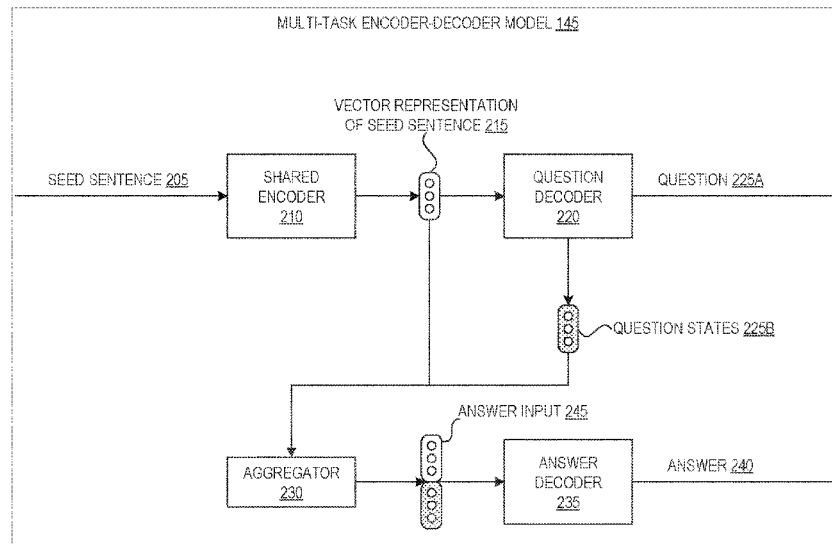 MULTI-TASK ENCODER-DECODER MODEL 145
VECTOR REPRESENTATION
OF SEED SENTENCE 215
SEED SENTENCE 205
SHARED
ENCODER
210
QUESTION
DECODER
220
QUESTION 225A
QUESTION STATES 225B
ANSWER INPUT 245
AGGREGATOR
230
ANSWER
DECODER
235
ANSWER 240